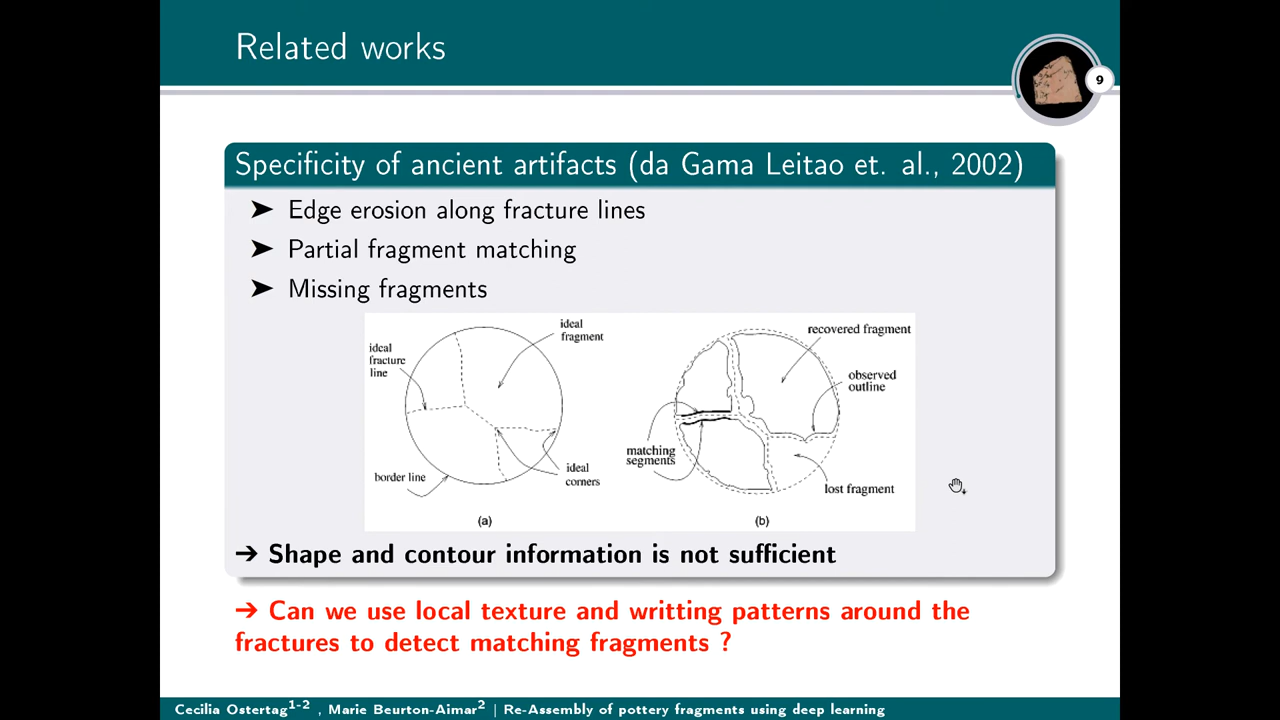 Related works
9
Specificity of ancient artifacts (da Gama Leitao et. al., 2002)
➤ Edge erosion along fracture lines
➤ Partial fragment matching
➤ Missing fragments
ideal
fragment
ideal
fracture
line
border line
ideal
corners
(a)
recovered fragment
observed
outline
matching
segments
lost fragment
(b)
➔ Shape and contour information is not sufficient
➔ Can we use local texture and writting patterns around the
fractures to detect matching fragments ?
Cecilia Ostertag1-2 , Marie Beurton-Aimar2 | Re-Assembly of pottery fragments using deep learning